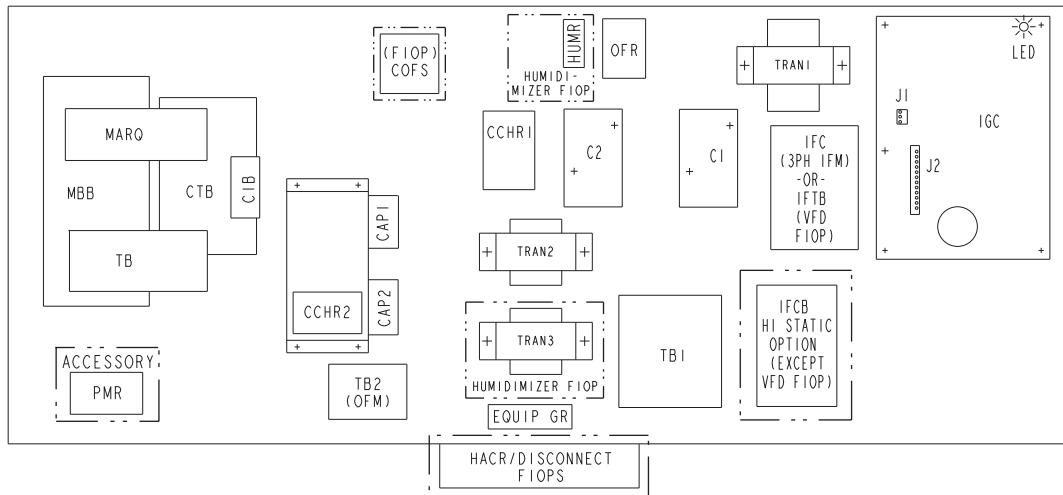 (FIOP)
COFS
HUMR
HUMIDI-
MIZER FIOP
OFR
TRAN1
LED
J1
IGC
J2
MARQ
MBB
CTB
CIB
TB
CCHR1
C2
C1
IFC
(3PH IFM)
-OR-
IFTB
(VFD
FIOP)
CAP1
CAP2
CCHR2
TRAN2
TRAN3
HUMIDIMIZER FIOP
TB1
IFCB
HI STATIC
OPTION
(EXCEPT
VFD FIOP)
ACCESSORY
PMR
TB2
(OFM)
EQUIP GR
HACR/DISCONNECT
FIOPS